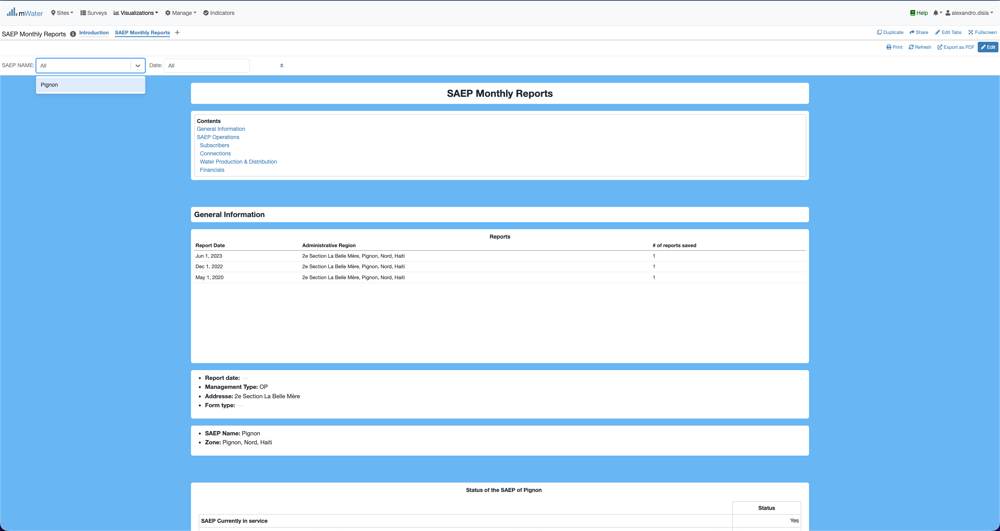 mWater Sites Surveys Visualizations Manage Indicators Help alexandro.disla
SAEP Monthly Reports Introduction SAEP Monthly Reports + Duplicate Share Edit Tabs Fullscreen
Print Refresh Export as PDF Edit
SAEP NAME: All Date: All
Pignon
SAEP Monthly Reports
Contents
General Information
SAEP Operations
Subscribers
Connections
Water Production & Distribution
Financials
General Information
Reports
Report Date Administrative Region # of reports saved
Jun 1, 2023 2e Section La Belle Mère, Pignon, Nord, Haiti 1
Dec 1, 2022 2e Section La Belle Mère, Pignon, Nord, Haiti 1
May 1, 2020 2e Section La Belle Mère, Pignon, Nord, Haiti 1
• Report date: ---
• Management Type: OP
• Addresse: 2e Section La Belle Mère
• Form type: ---
• SAEP Name: Pignon
• Zone: Pignon, Nord, Haiti
Status of the SAEP of Pignon
Status
SAEP Currently in service Yes